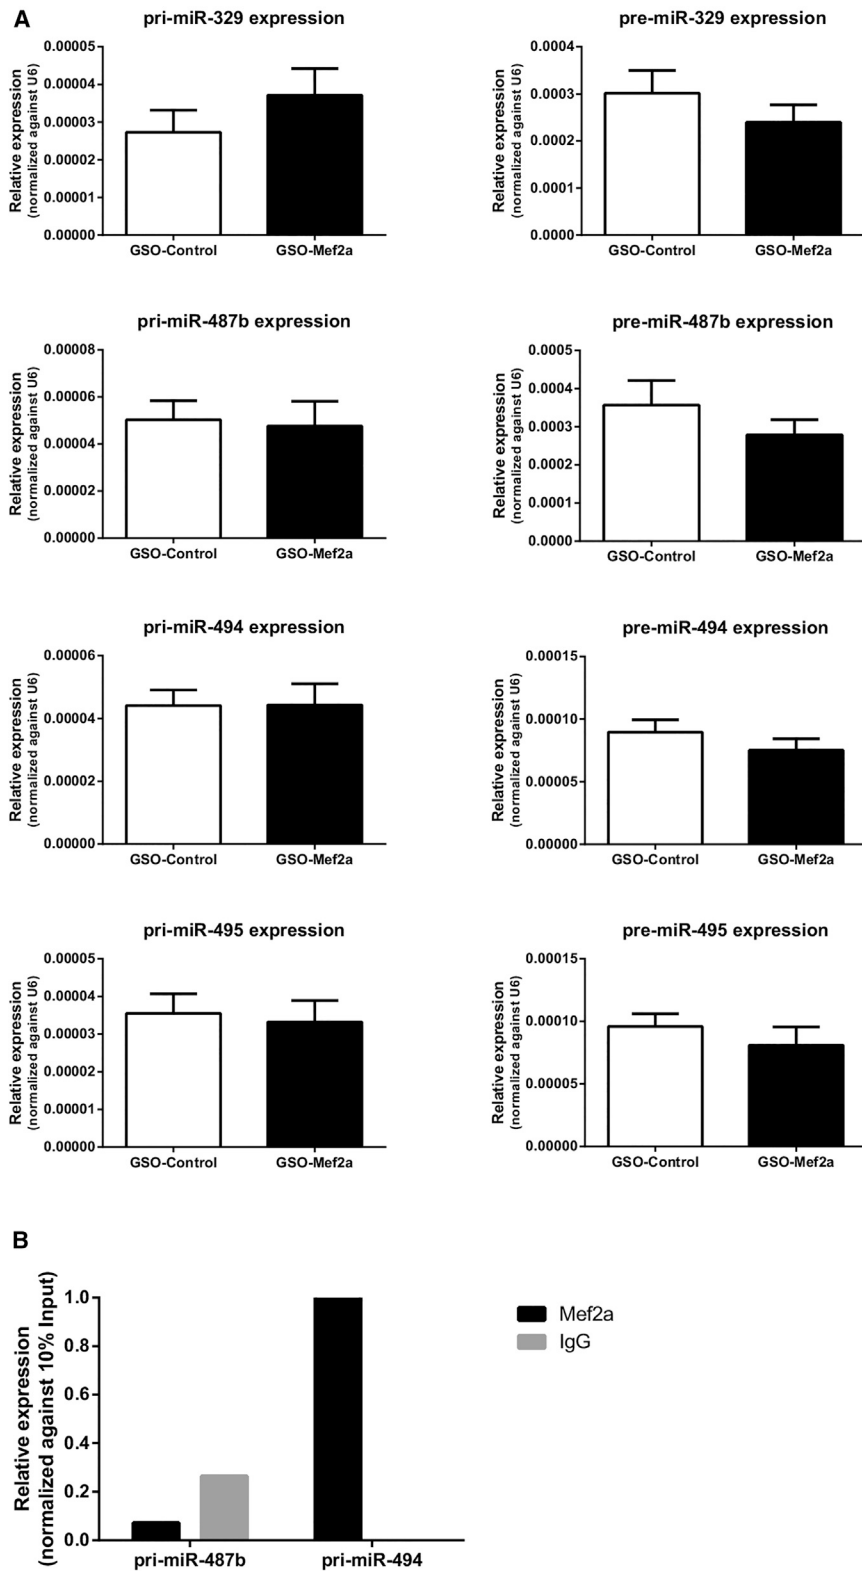 A
pri-miR-329 expression
Relative expression
(normalized against U6)
0.00005
0.00004
0.00003
0.00002
0.00001
0.00000
GSO-Control
GSO-Mef2a
pre-miR-329 expression
Relative expression
(normalized against U6)
0.0004
0.0003
0.0002
0.0001
0.0000
GSO-Control
GSO-Mef2a
pri-miR-487b expression
Relative expression
(normalized against U6)
0.00008
0.00006
0.00004
0.00002
0.00000
GSO-Control
GSO-Mef2a
pre-miR-487b expression
Relative expression
(normalized against U6)
0.0005
0.0004
0.0003
0.0002
0.0001
0.0000
GSO-Control
GSO-Mef2a
pri-miR-494 expression
Relative expression
(normalized against U6)
0.00006
0.00004
0.00002
0.00000
GSO-Control
GSO-Mef2a
pre-miR-494 expression
Relative expression
(normalized against U6)
0.00015
0.00010
0.00005
0.00000
GSO-Control
GSO-Mef2a
pri-miR-495 expression
Relative expression
(normalized against U6)
0.00005
0.00004
0.00003
0.00002
0.00001
0.00000
GSO-Control
GSO-Mef2a
pre-miR-495 expression
Relative expression
(normalized against U6)
0.00015
0.00010
0.00005
0.00000
GSO-Control
GSO-Mef2a
B
Relative expression
(normalized against 10% Input)
1.0
0.8
0.6
0.4
0.2
0.0
pri-miR-487b
pri-miR-494
Mef2a
IgG